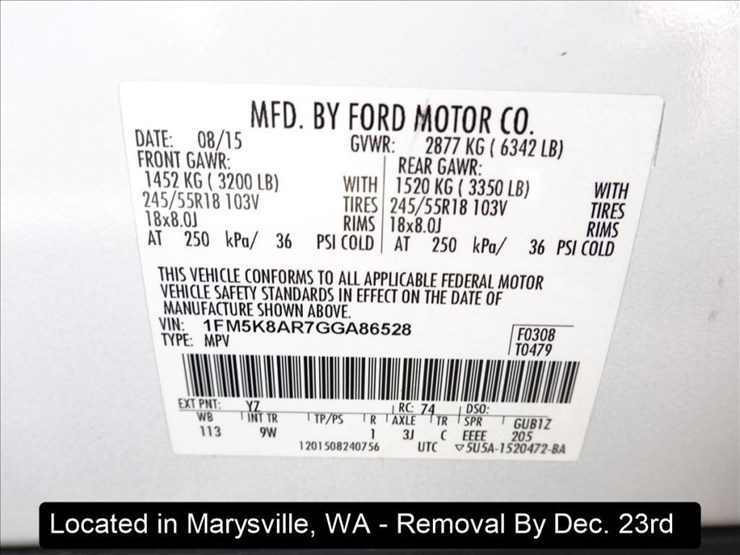 MFD. BY FORD MOTOR CO.
DATE: 08/15 GVWR: 2877 KG ( 6342 LB)
FRONT GAWR: REAR GAWR:
1452 KG ( 3200 LB) WITH 1520 KG ( 3350 LB) WITH
245/55R18 103V TIRES 245/55R18 103V TIRES
18x8.0J RIMS 18x8.0J RIMS
AT 250 kPa/ 36 PSI COLD AT 250 kPa/ 36 PSI COLD
THIS VEHICLE CONFORMS TO ALL APPLICABLE FEDERAL MOTOR
VEHICLE SAFETY STANDARDS IN EFFECT ON THE DATE OF
MANUFACTURE SHOWN ABOVE.
VIN: 1FM5K8AR7GGA86528 F0308
TYPE: MPV T0479
EXT PNT: YZ RC: 74 DSO:
WB INT TR TP/PS R AXLE TR SPR GUB1Z
113 9W 1 3J C EEEE 205
1201508240756 UTC ▽5U5A-1520472-BA
Located in Marysville, WA - Removal By Dec. 23rd